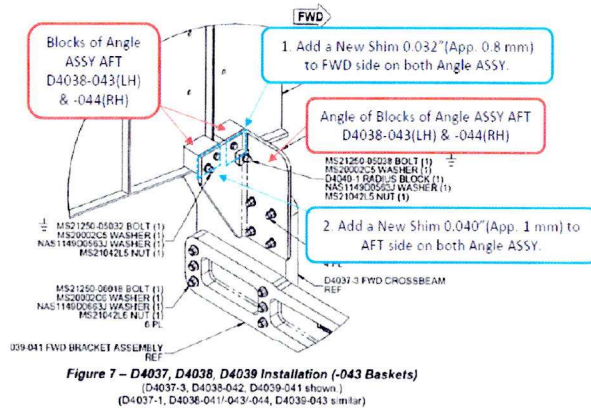 FWD
Blocks of Angle
ASSY AFT
D4038-043(LH)
& -044(RH)
1. Add a New Shim 0.032"(App. 0.8 mm)
to FWD side on both Angle ASSY.
Angle of Blocks of Angle ASSY AFT
D4038-043(LH) & -044(RH)
MS21250-05038 BOLT (1)
MS20002C5 WASHER (1)
D4040-1 RADIUS BLOCK (1)
NAS1149D0563J WASHER (1)
MS21042L5 NUT (1)
MS21250-05032 BOLT (1)
MS20002C5 WASHER (1)
NAS1149D0563J WASHER (1)
MS21042L5 NUT (1)
2. Add a New Shim 0.040"(App. 1 mm) to
AFT side on both Angle ASSY.
4 PL
D4037-3 FWD CROSSBEAM
REF
MS21250-06018 BOLT (1)
MS20002C6 WASHER (1)
NAS1149D0663J WASHER (1)
MS21042L6 NUT (1)
6 PL
039-041 FWD BRACKET ASSEMBLY
REF
Figure 7 – D4037, D4038, D4039 Installation (-043 Baskets)
(D4037-3, D4038-042, D4039-041 shown.)
(D4037-1, D4038-041/-043/-044, D4039-043 similar)